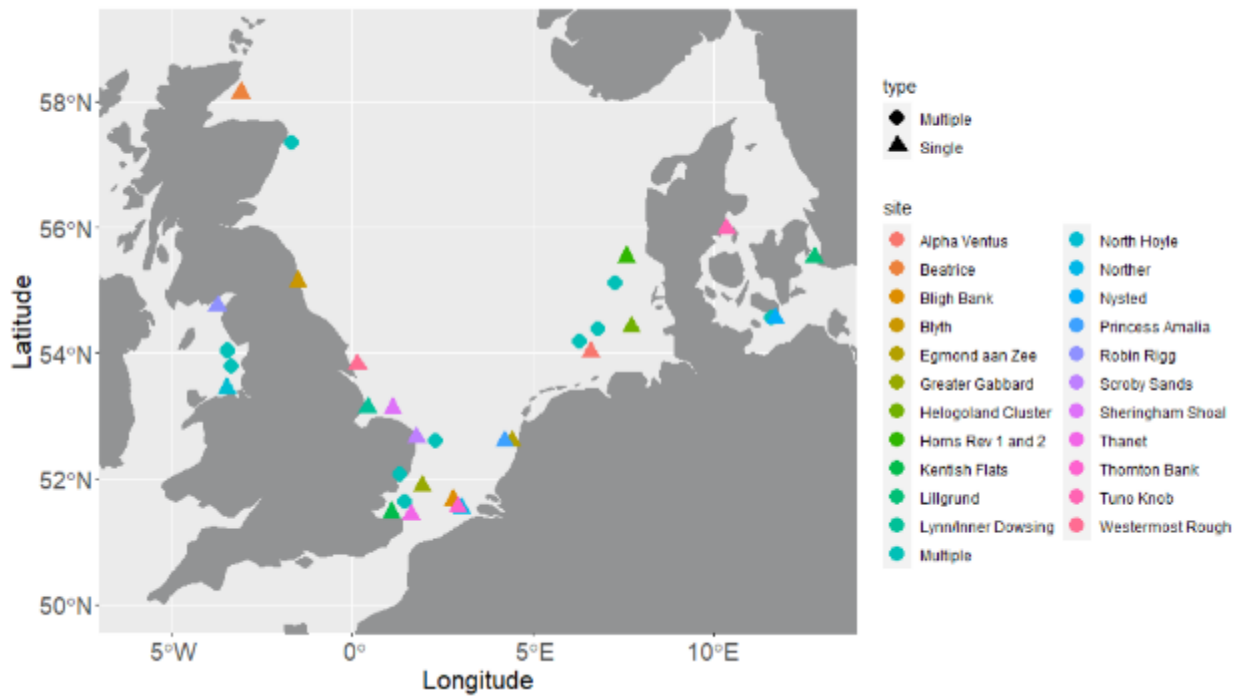 58°N
56°N
54°N
52°N
50°N
Latitude
5°W
0°
5°E
10°E
Longitude
type
Multiple
Single
site
Alpha Ventus
Beatrice
Bligh Bank
Blyth
Egmond aan Zee
Greater Gabbard
Helogoland Cluster
Horns Rev 1 and 2
Kentish Flats
Lillgrund
Lynn/Inner Dowsing
Multiple
North Hoyle
Norther
Nysted
Princess Amalia
Robin Rigg
Scroby Sands
Sheringham Shoal
Thanet
Thornton Bank
Tuno Knob
Westermost Rough